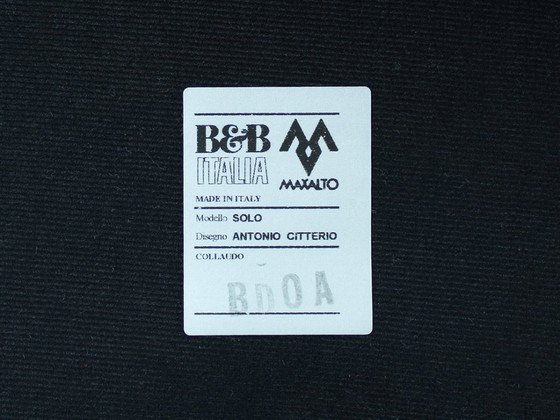 B&B
ITALIA
MAXALTO
MADE IN ITALY
Modello SOLO
Disegno ANTONIO CITTERIO
COLLAUDO
BDOA